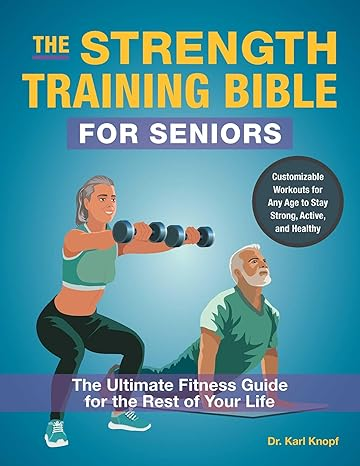 THE STRENGTH
TRAINING BIBLE
FOR SENIORS
Customizable
Workouts for
Any Age to Stay
Strong, Active,
and Healthy
The Ultimate Fitness Guide
for the Rest of Your Life
Dr. Karl Knopf